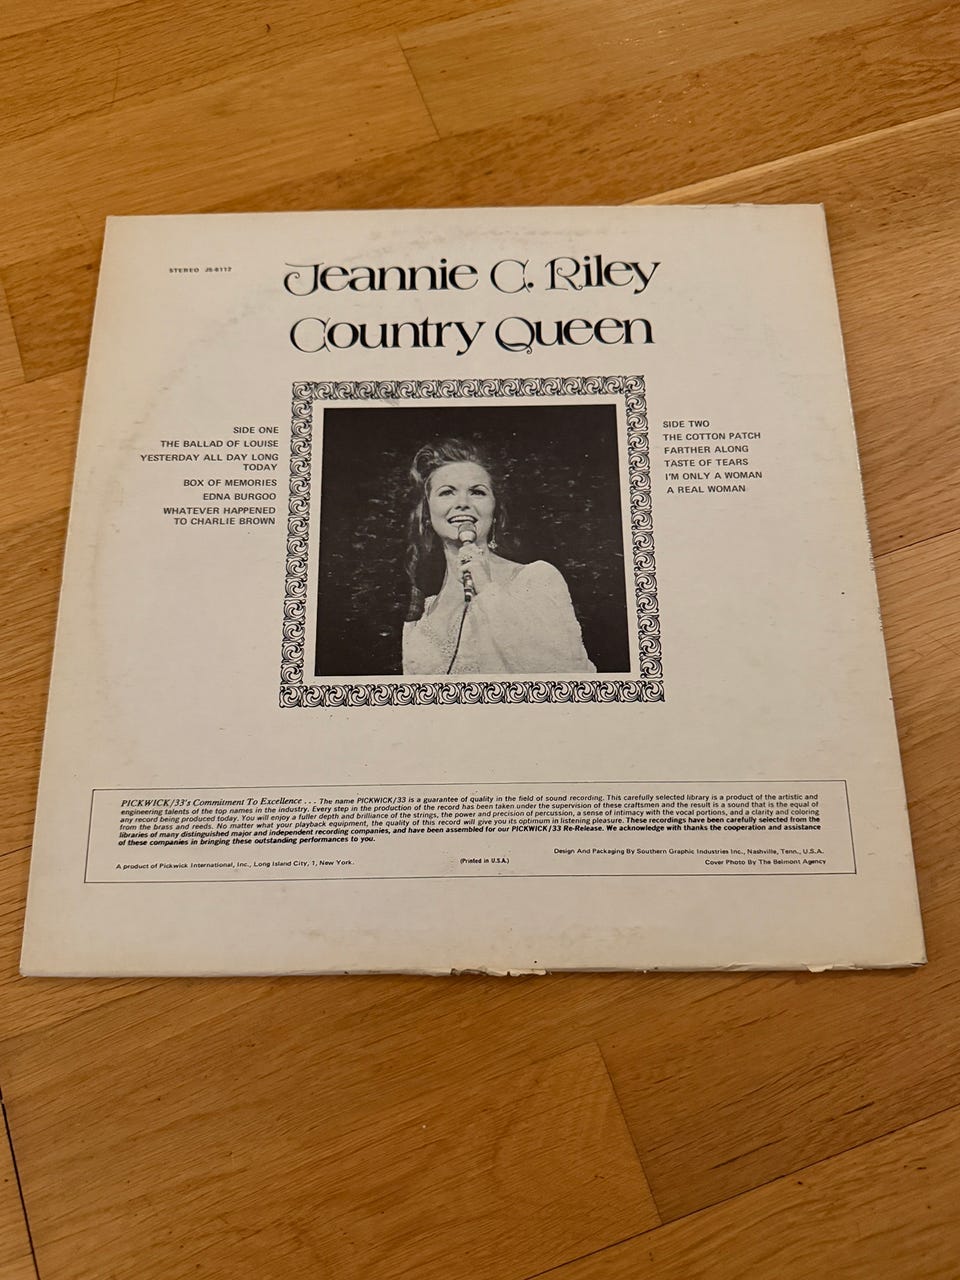 STEREO JS-6112
Jeannie C. Riley
Country Queen
SIDE ONE
THE BALLAD OF LOUISE
YESTERDAY ALL DAY LONG
TODAY
BOX OF MEMORIES
EDNA BURGOO
WHATEVER HAPPENED
TO CHARLIE BROWN
SIDE TWO
THE COTTON PATCH
FARTHER ALONG
TASTE OF TEARS
I'M ONLY A WOMAN
A REAL WOMAN
PICKWICK/33's Commitment To Excellence . . . The name PICKWICK/33 is a guarantee of quality in the field of sound recording. This carefully selected library is a product of the artistic and
engineering talents of the top names in the industry. Every step in the production of the record has been taken under the supervision of these craftsmen and the result is a sound that is the equal of
any record being produced today. You will enjoy a fuller depth and brilliance of the strings, the power and precision of percussion, a sense of intimacy with the vocal portions, and a clarity and coloring
from the brass and reeds. No matter what your playback equipment, the quality of this record will give you its optimum in listening pleasure. These recordings have been carefully selected from the
libraries of many distinguished major and independent recording companies, and have been assembled for our PICKWICK/33 Re-Release. We acknowledge with thanks the cooperation and assistance
of these companies in bringing these outstanding performances to you.
Design And Packaging By Southern Graphic Industries Inc., Nashville, Tenn., U.S.A.
A product of Pickwick International, Inc., Long Island City, 1, New York.
(Printed in U.S.A.)
Cover Photo By The Belmont Agency